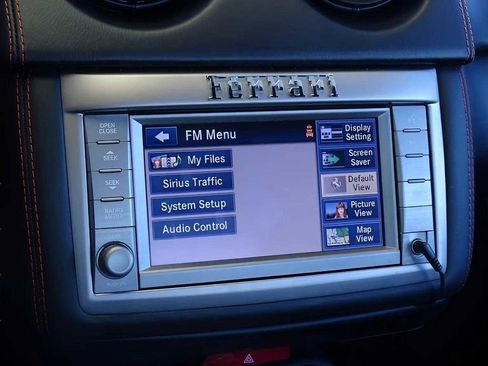 Ferrari
OPEN
CLOSE
SEEK
SEEK
FM Menu
My Files
Sirius Traffic
System Setup
Audio Control
Display
Setting
Screen
Saver
Default
View
Picture
View
Map
View